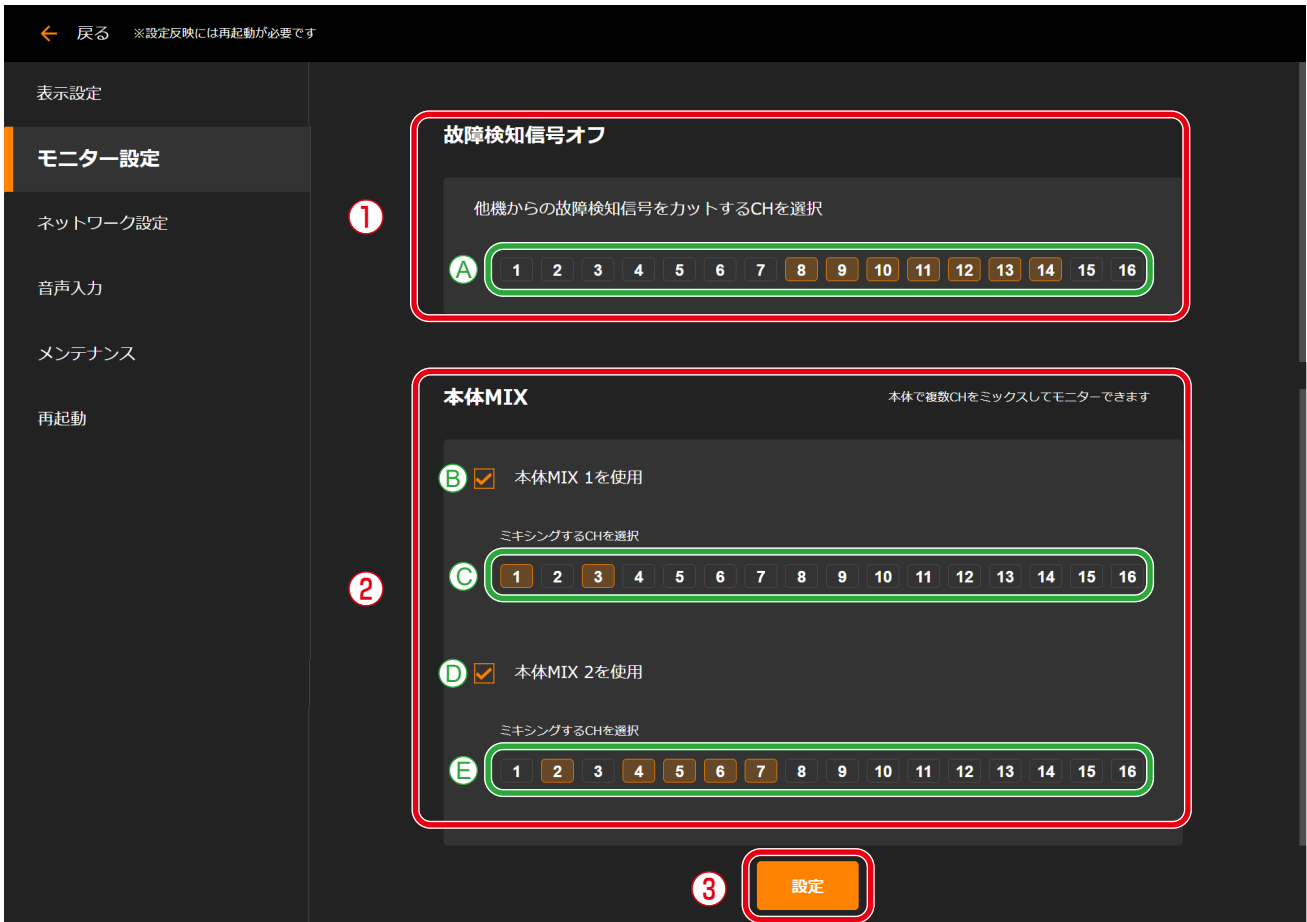 ← 戻る ※設定反映には再起動が必要です
表示設定
モニター設定
ネットワーク設定
音声入力
メンテナンス
再起動
①
故障検知信号オフ
他機からの故障検知信号をカットするCHを選択
Ⓐ 1 2 3 4 5 6 7 8 9 10 11 12 13 14 15 16
②
本体MIX 本体で複数CHをミックスしてモニターできます
Ⓑ 本体MIX 1を使用
ミキシングするCHを選択
Ⓒ 1 2 3 4 5 6 7 8 9 10 11 12 13 14 15 16
Ⓓ 本体MIX 2を使用
ミキシングするCHを選択
Ⓔ 1 2 3 4 5 6 7 8 9 10 11 12 13 14 15 16
③ 設定